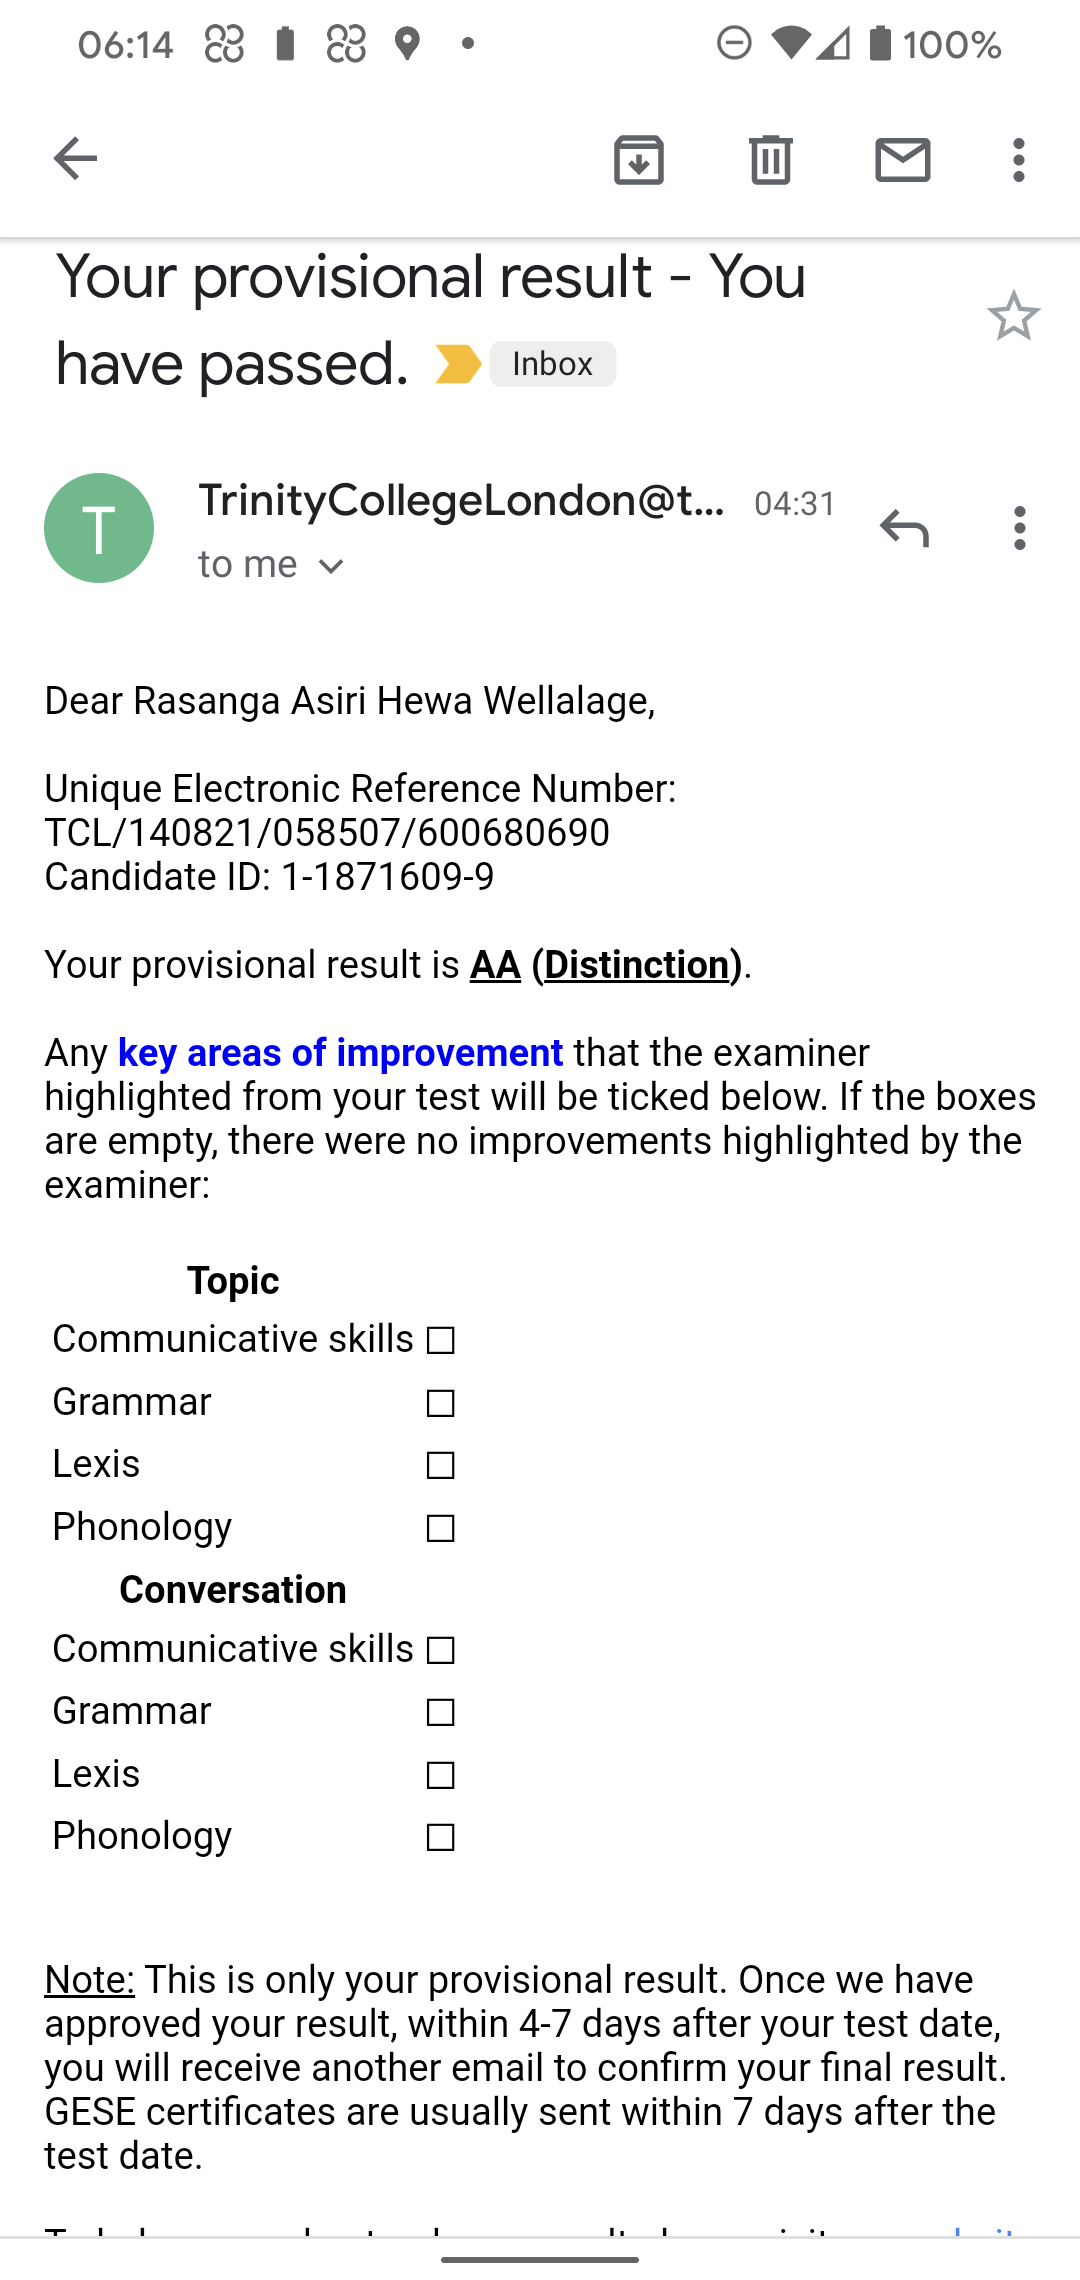 06:14
100%
Your provisional result - You
have passed.
Inbox
T
TrinityCollegeLondon@t... 04:31
to me
Dear Rasanga Asiri Hewa Wellalage,
Unique Electronic Reference Number:
TCL/140821/058507/600680690
Candidate ID: 1-1871609-9
Your provisional result is AA (Distinction).
Any key areas of improvement that the examiner
highlighted from your test will be ticked below. If the boxes
are empty, there were no improvements highlighted by the
examiner:
Topic
Communicative skills ☐
Grammar ☐
Lexis ☐
Phonology ☐
Conversation
Communicative skills ☐
Grammar ☐
Lexis ☐
Phonology ☐
Note: This is only your provisional result. Once we have
approved your result, within 4-7 days after your test date,
you will receive another email to confirm your final result.
GESE certificates are usually sent within 7 days after the
test date.